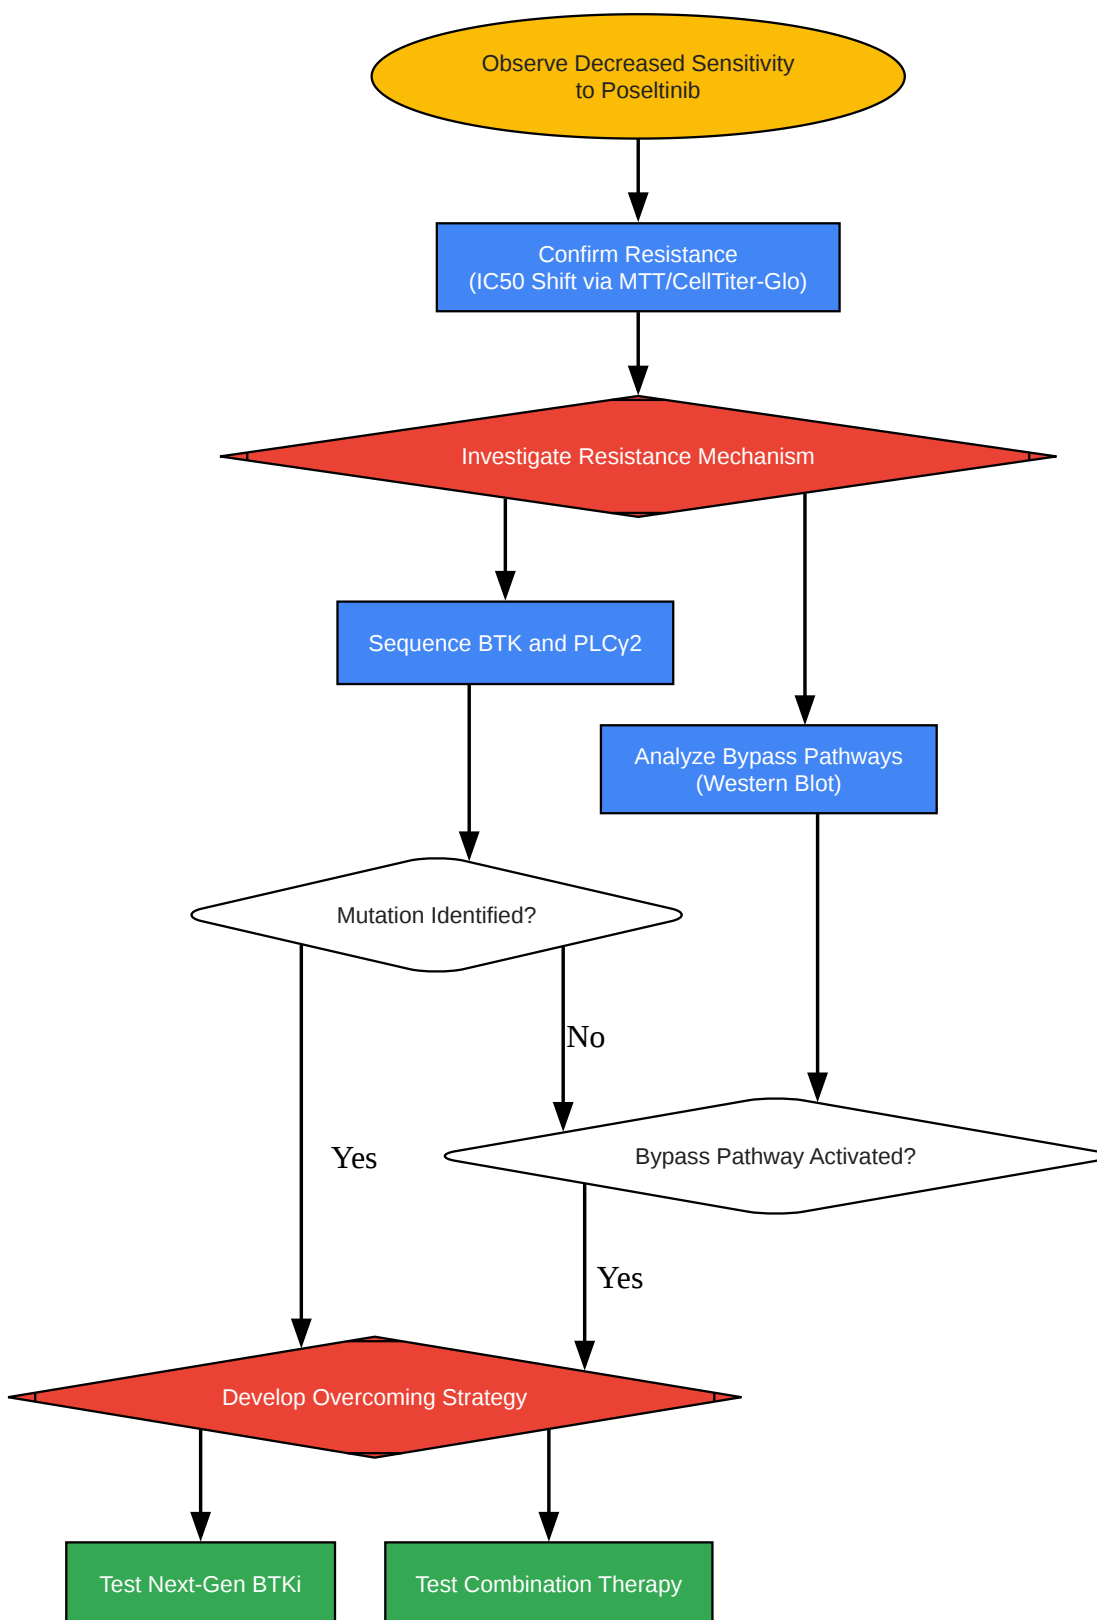 Observe Decreased Sensitivity
to Poseltinib
Confirm Resistance
(IC50 Shift via MTT/CellTiter-Glo)
Investigate Resistance Mechanism
Sequence BTK and PLCγ2
Analyze Bypass Pathways
(Western Blot)
Mutation Identified?
No
Yes
Bypass Pathway Activated?
Yes
Develop Overcoming Strategy
Test Next-Gen BTKi
Test Combination Therapy